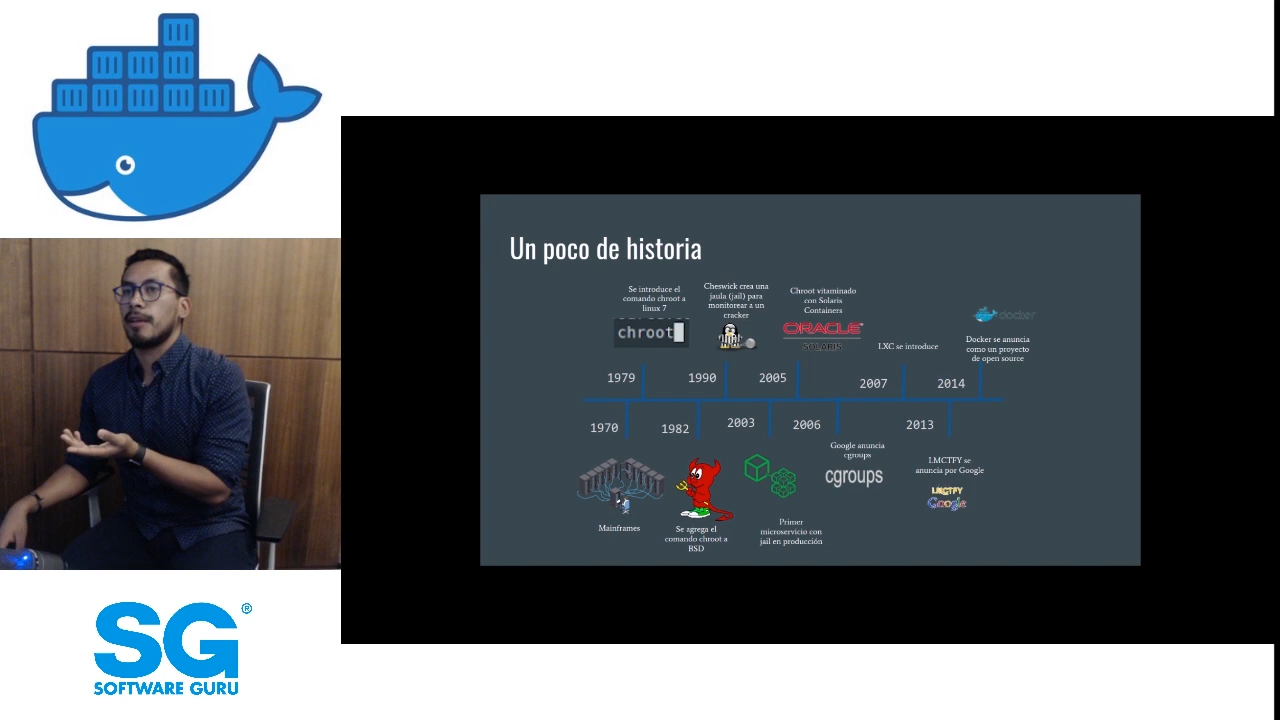 Un poco de historia
Se introduce el
comando chroot a
linux 7
chroot
Cheswick crea una
jaula (jail) para
monitorear a un
cracker
Chroot vitaminado
con Solaris
Containers
ORACLE
SOLARIS
LXC se introduce
docker
Docker se anuncia
como un proyecto
de open source
1979
1990
2005
2007
2014
1970
1982
2003
2006
2013
Mainframes
Se agrega el
comando chroot a
BSD
Primer
microservicio con
jail en producción
Google anuncia
cgroups
cgroups
LMCTFY se
anuncia por Google
LMCTFY
Google
SG®
SOFTWARE GURU